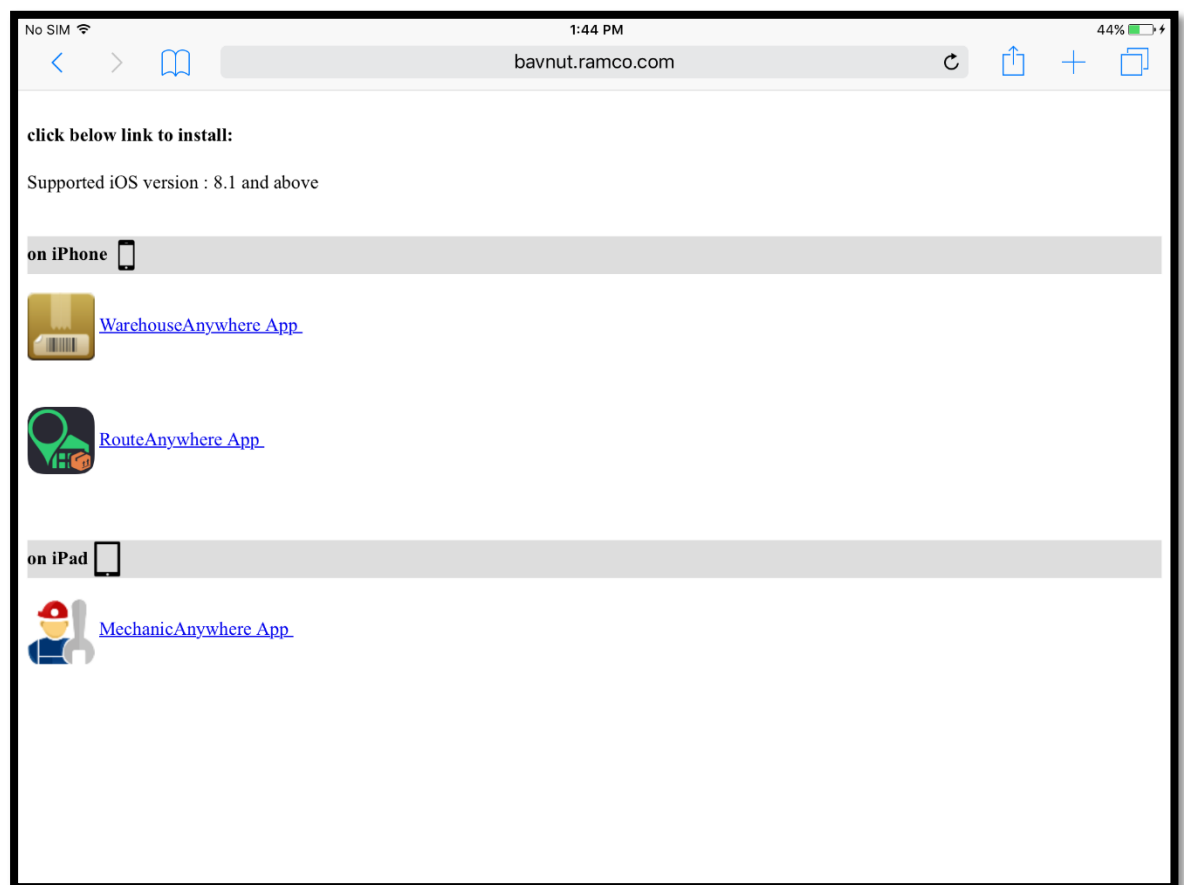 No SIM 1:44 PM 44%
bavnut.ramco.com
click below link to install:
Supported iOS version : 8.1 and above
on iPhone
WarehouseAnywhere App
RouteAnywhere App
on iPad
MechanicAnywhere App